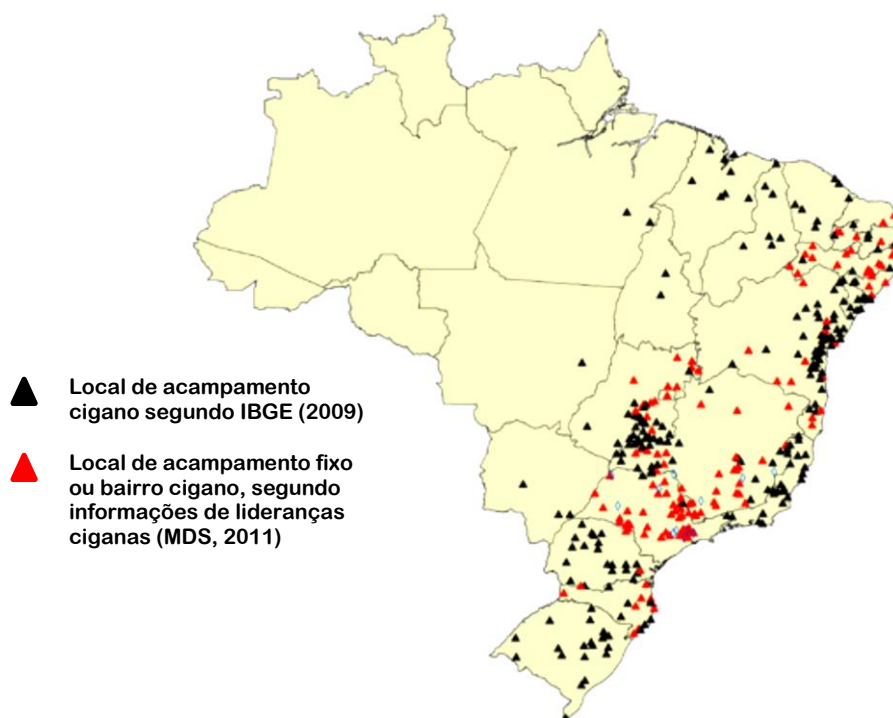 Local de acampamento
cigano segundo IBGE (2009)
Local de acampamento fixo
ou bairro cigano, segundo
informações de lideranças
ciganas (MDS, 2011)